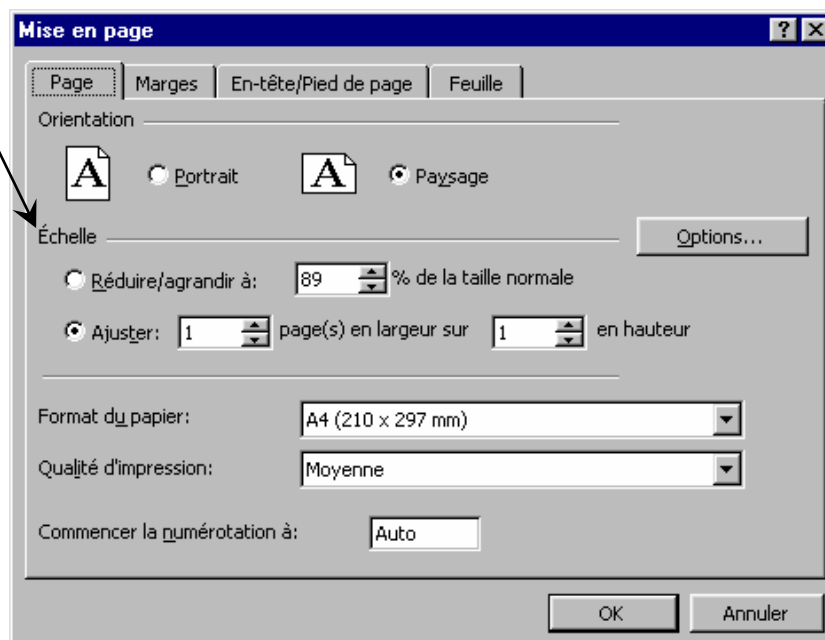 Mise en page
Page Marges En-tête/Pied de page Feuille
Orientation
A Portrait A Paysage
Échelle Options...
Réduire/agrandir à: 89 % de la taille normale
Ajuster: 1 page(s) en largeur sur 1 en hauteur
Format du papier: A4 (210 x 297 mm)
Qualité d'impression: Moyenne
Commencer la numérotation à: Auto
OK Annuler